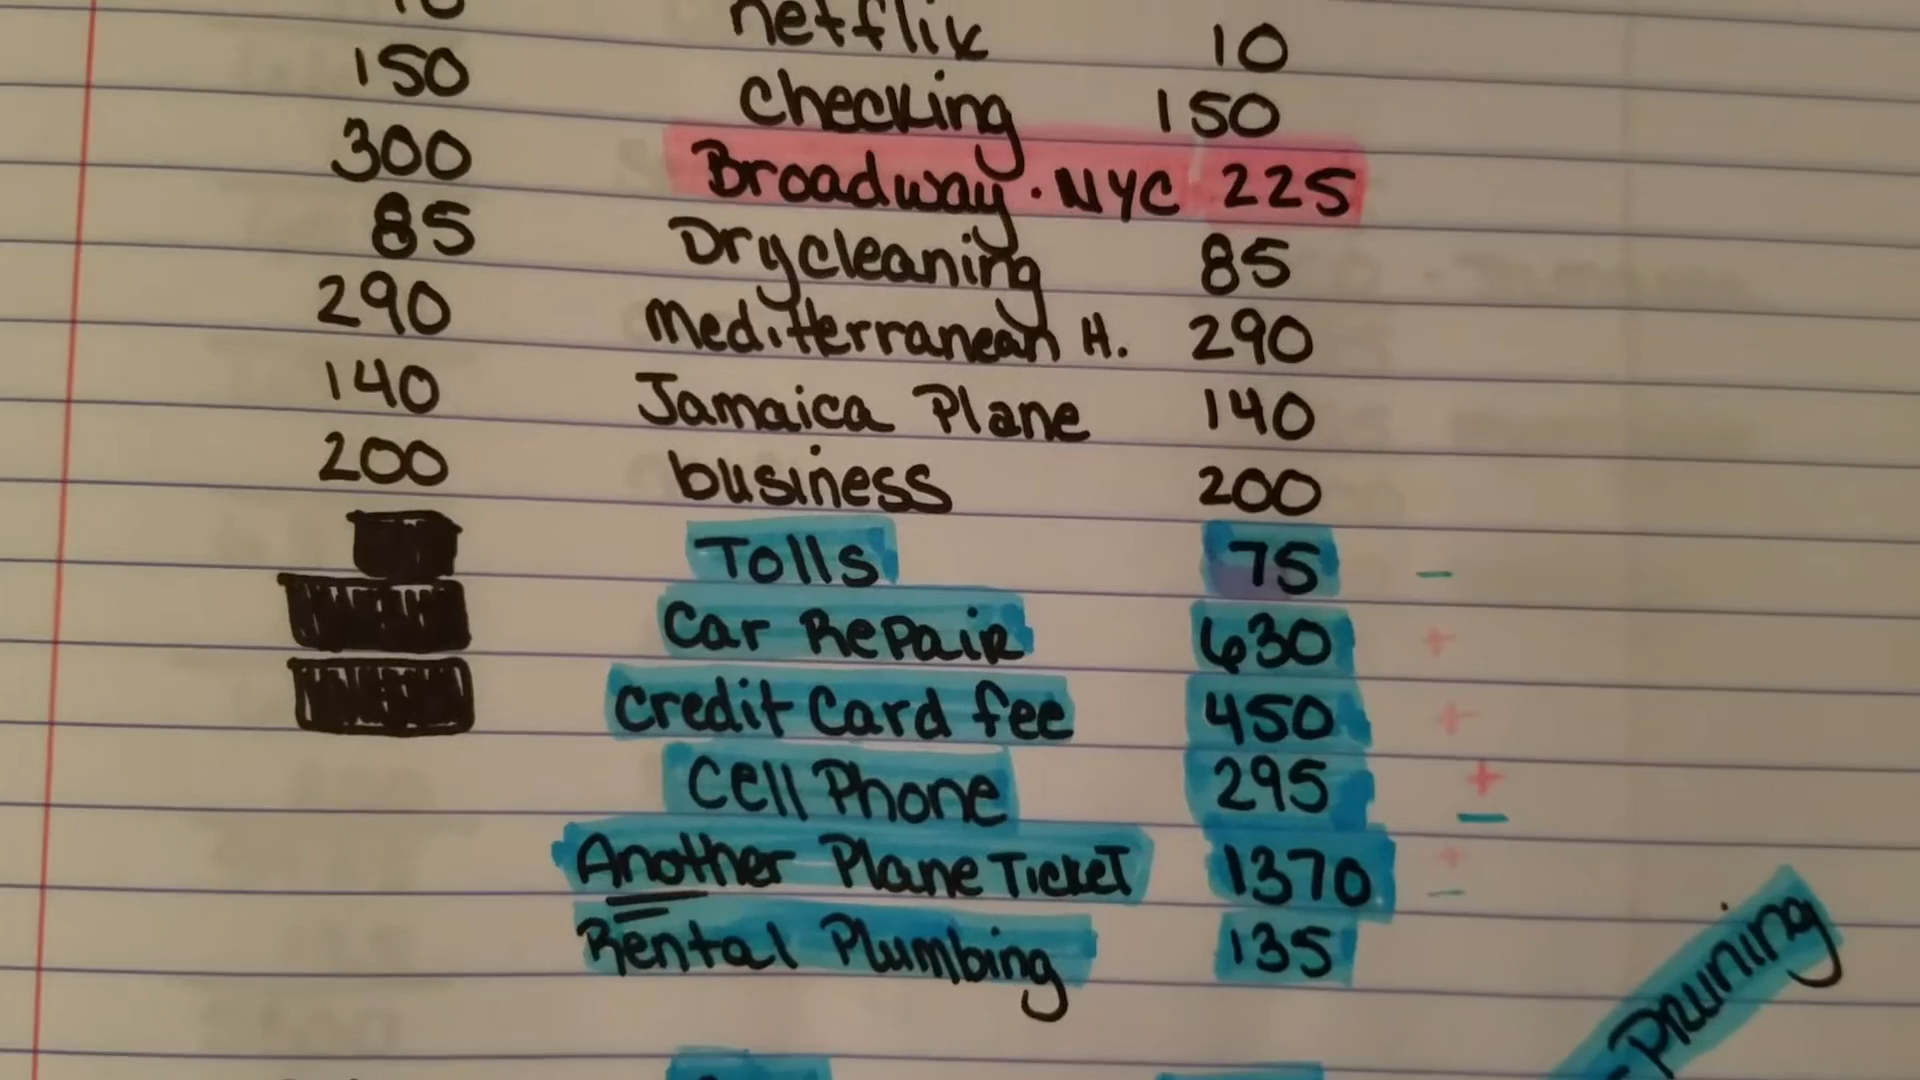 10 netflix 10
150 checking 150
300 Broadway · NYC 225
85 Drycleaning 85
290 Mediterranean H. 290
140 Jamaica Plane 140
200 business 200
Tolls 75 -
Car Repair 630 +
Credit Card fee 450 +
Cell Phone 295 + -
Another Plane Ticket 1370 + -
Rental Plumbing 135
-Pruning